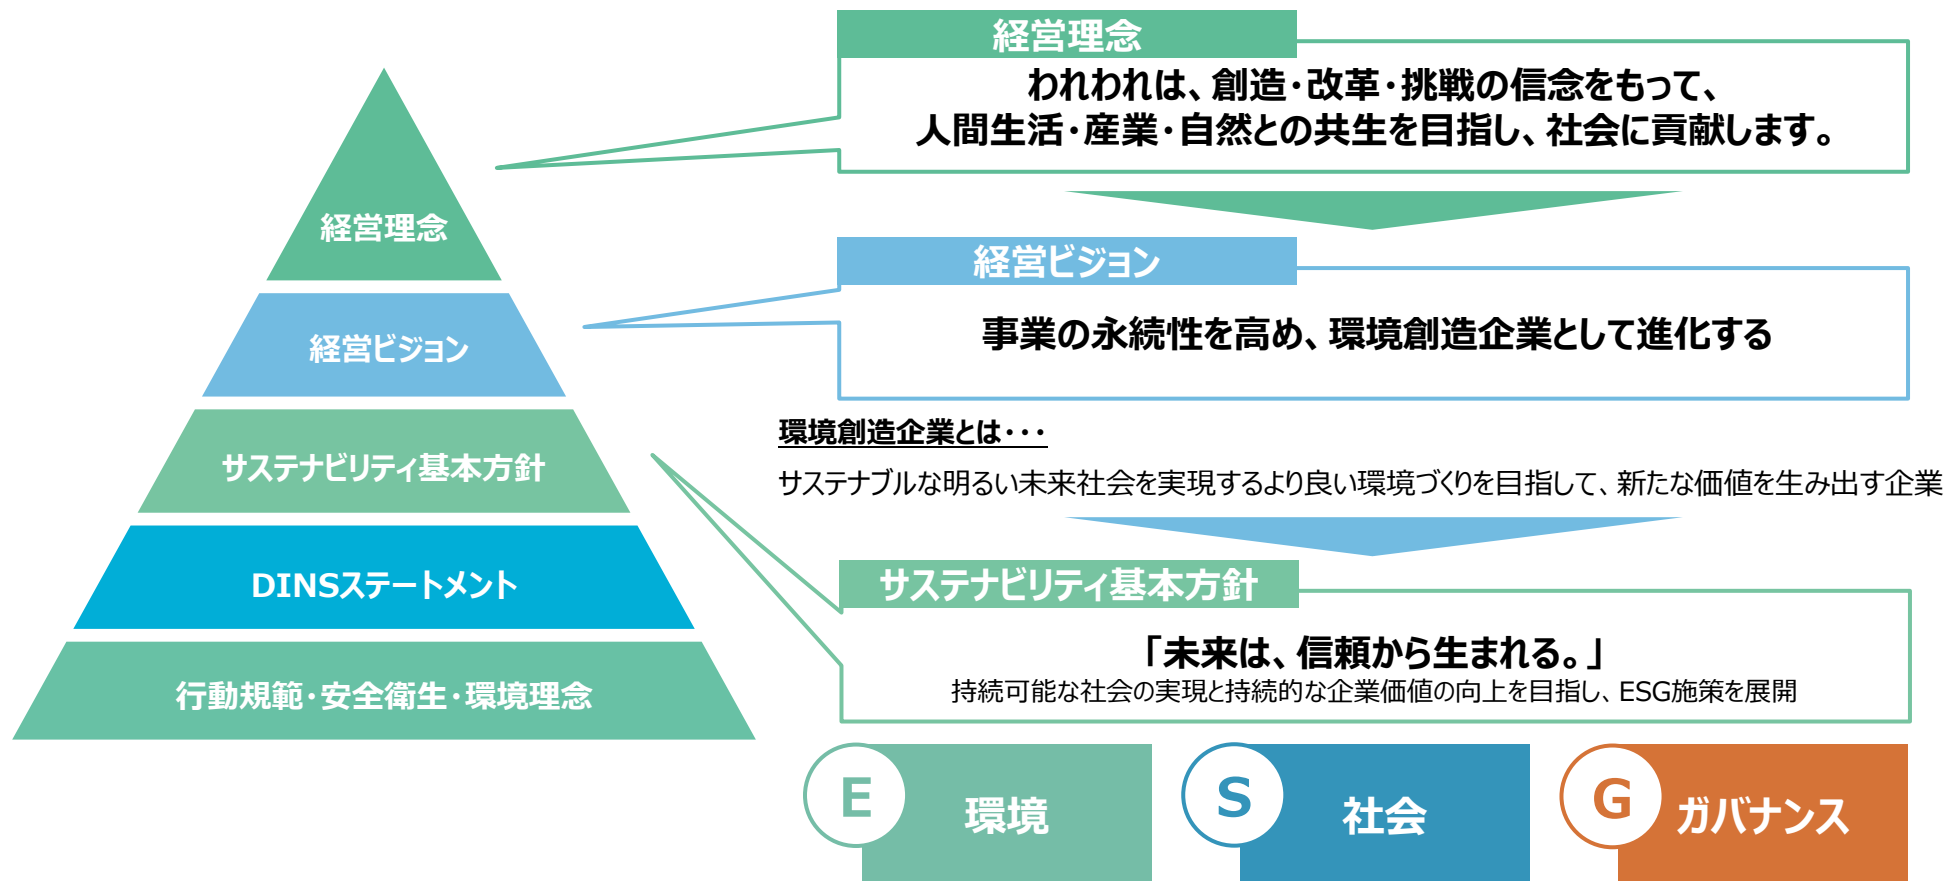 経営理念
経営ビジョン
サステナビリティ基本方針
DINSステートメント
行動規範・安全衛生・環境理念
経営理念
われわれは、創造・改革・挑戦の信念をもって、
人間生活・産業・自然との共生を目指し、社会に貢献します。
経営ビジョン
事業の永続性を高め、環境創造企業として進化する
環境創造企業とは・・・
サステナブルな明るい未来社会を実現するより良い環境づくりを目指して、新たな価値を生み出す企業
サステナビリティ基本方針
「未来は、信頼から生まれる。」
持続可能な社会の実現と持続的な企業価値の向上を目指し、ESG施策を展開
E 環境
S 社会
G ガバナンス